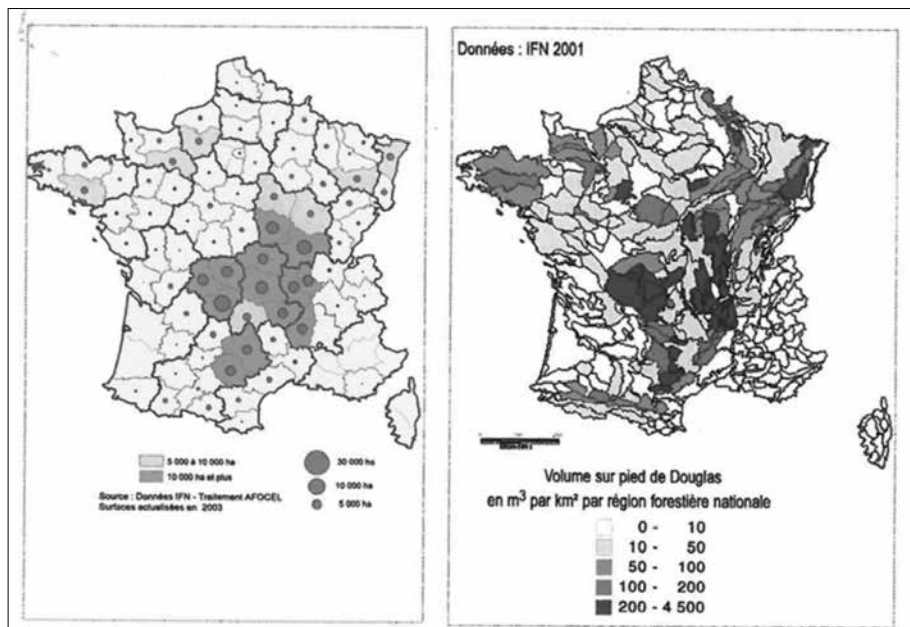 5 000 à 10 000 ha
10 000 ha et plus
Source : Données IFN - Traitement AFOCEL
Surfaces actualisées en 2003
30 000 ha
10 000 ha
5 000 ha
Données : IFN 2001
Volume sur pied de Douglas
en m³ par km² par région forestière nationale
0 - 10
10 - 50
50 - 100
100 - 200
200 - 4 500